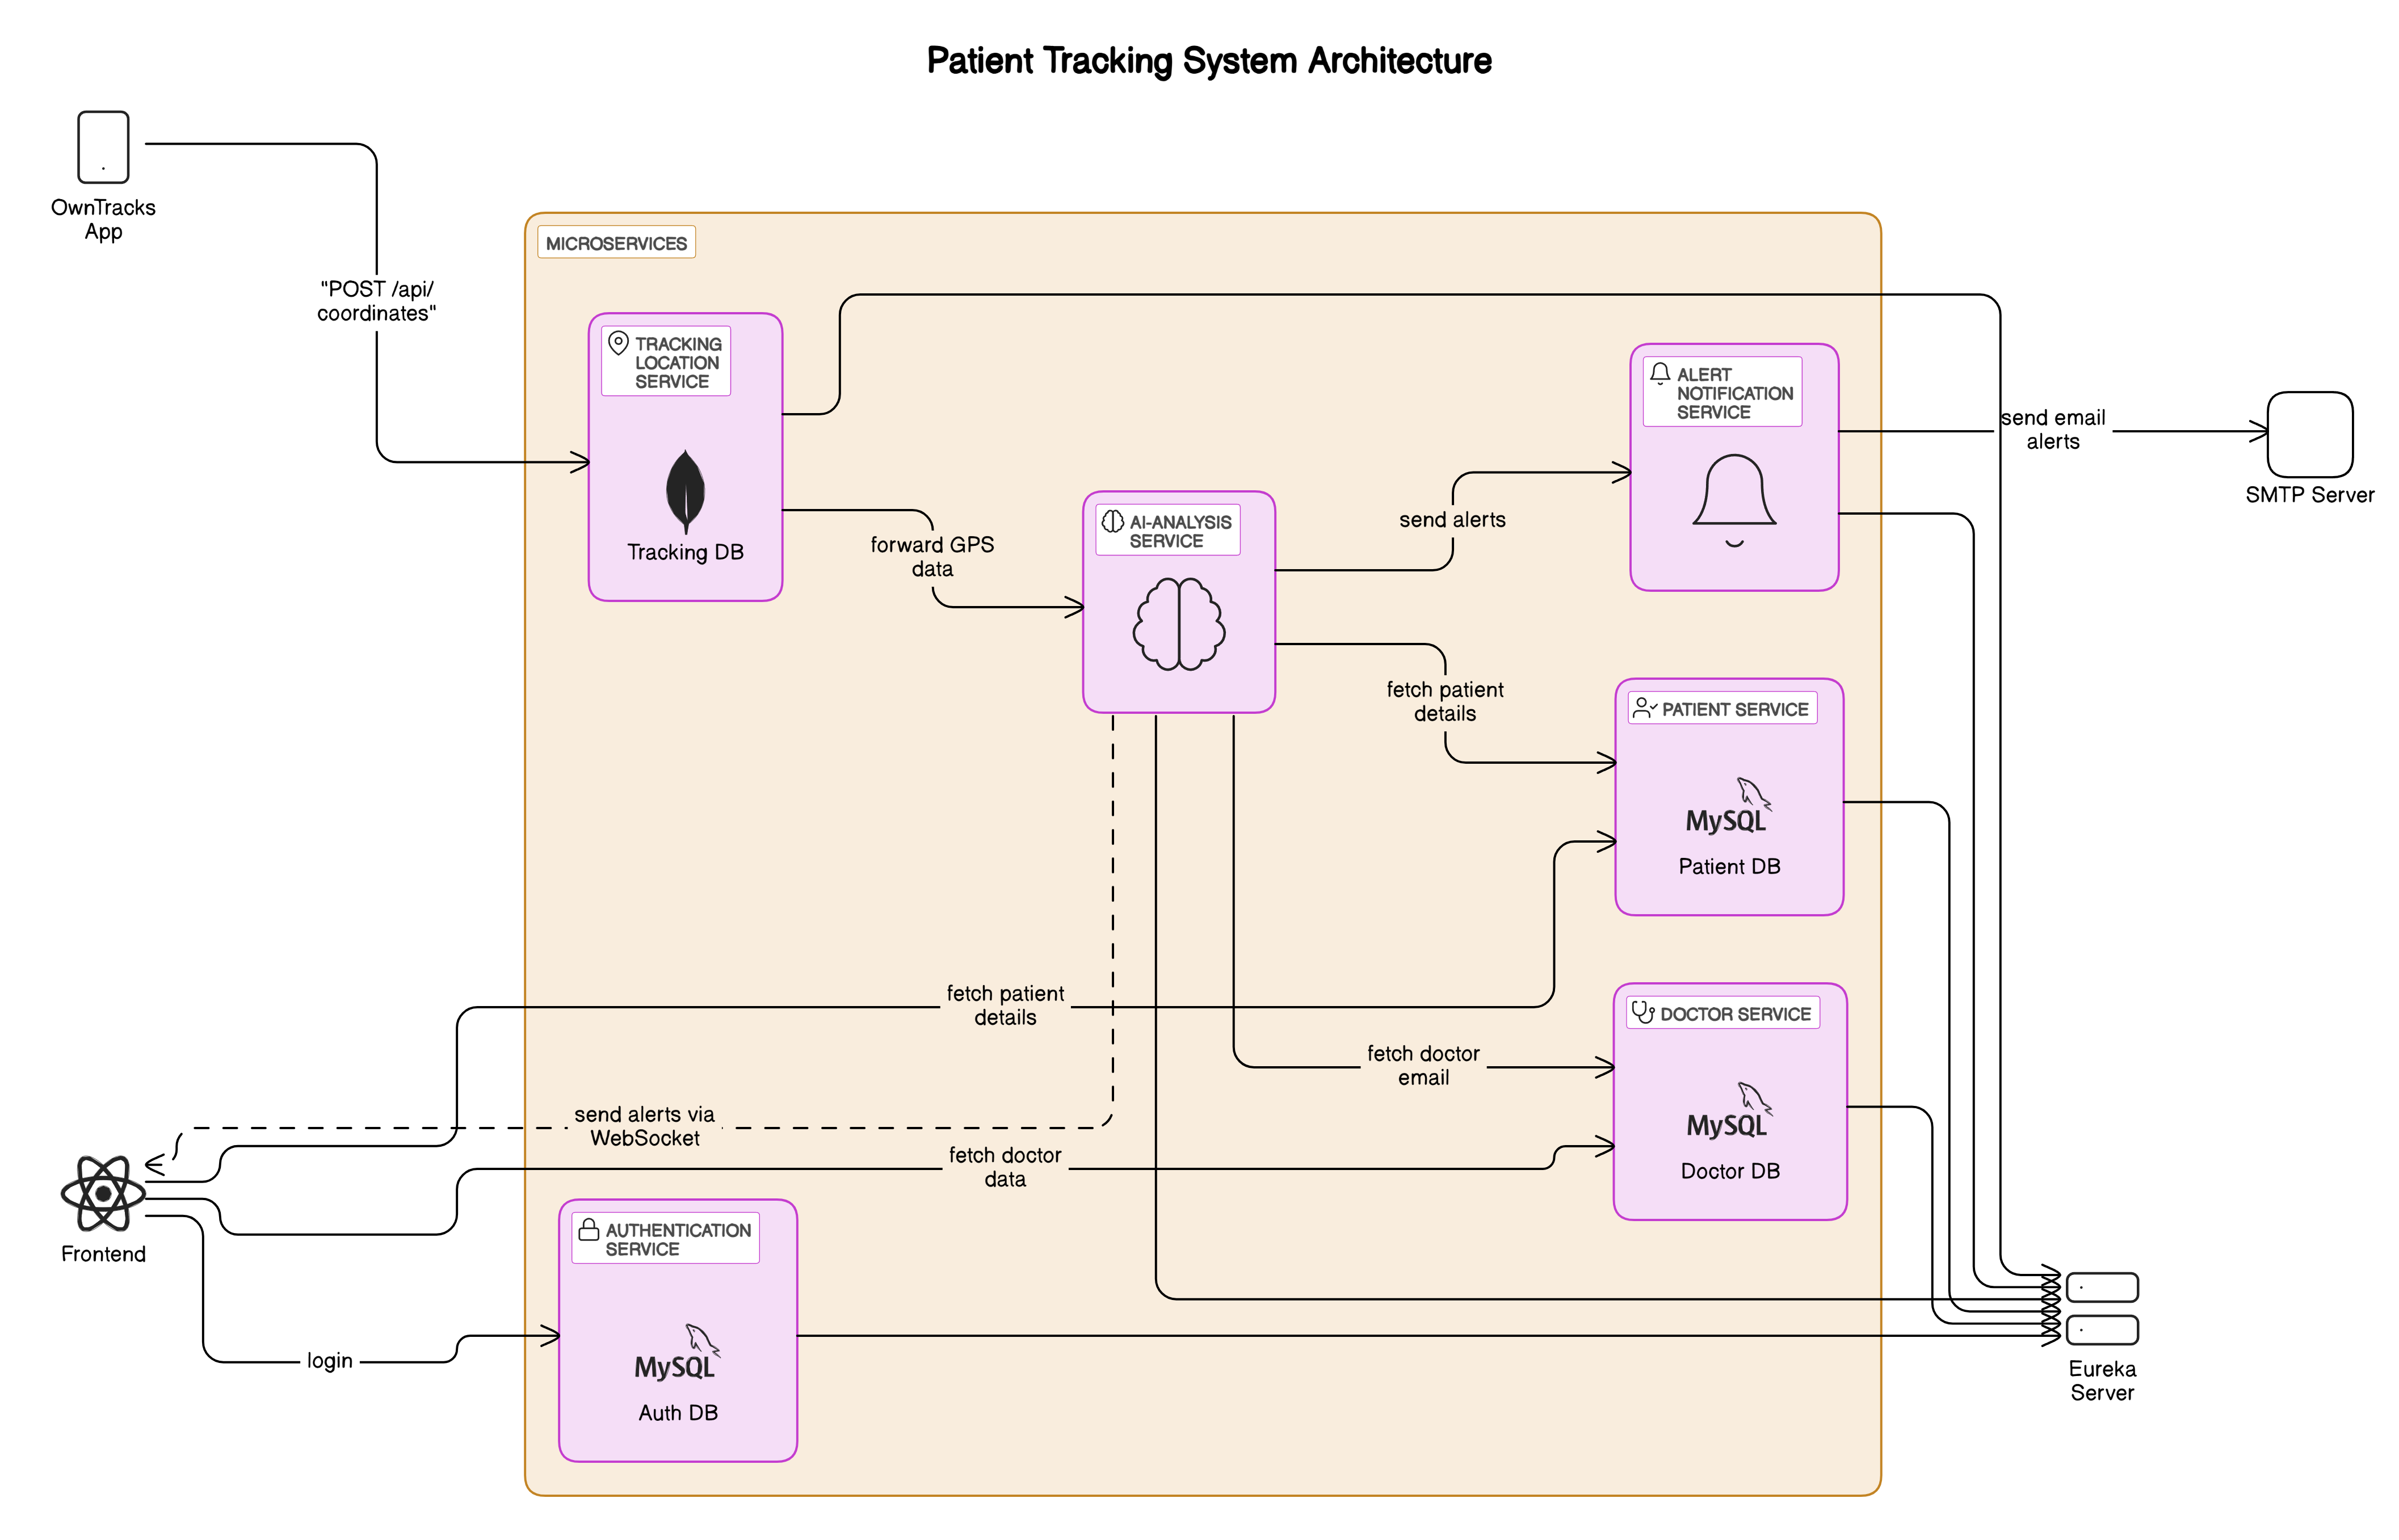 Patient Tracking System Architecture
OwnTracks
App
"POST /api/
coordinates"
MICROSERVICES
TRACKING
LOCATION
SERVICE
Tracking DB
forward GPS
data
AI-ANALYSIS
SERVICE
send alerts
ALERT
NOTIFICATION
SERVICE
send email
alerts
SMTP Server
fetch patient
details
PATIENT SERVICE
MySQL
Patient DB
fetch patient
details
DOCTOR SERVICE
fetch doctor
email
MySQL
Doctor DB
send alerts via
WebSocket
fetch doctor
data
Frontend
AUTHENTICATION
SERVICE
login
MySQL
Auth DB
Eureka
Server